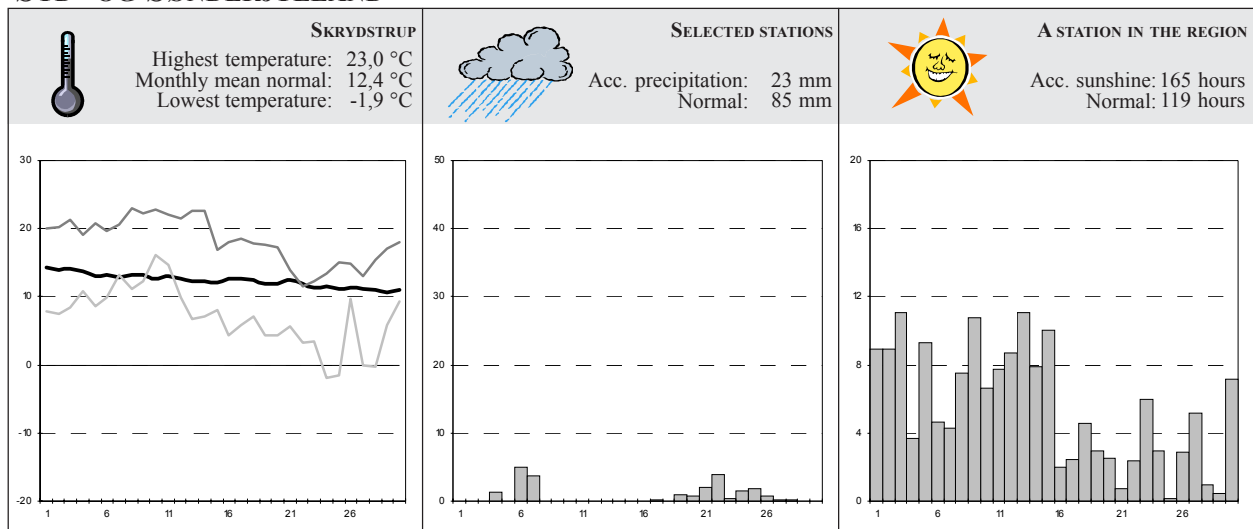 SKRYDSTRUP
Highest temperature: 23,0 °C
Monthly mean normal: 12,4 °C
Lowest temperature: -1,9 °C
SELECTED STATIONS
Acc. precipitation: 23 mm
Normal: 85 mm
A STATION IN THE REGION
Acc. sunshine: 165 hours
Normal: 119 hours
30
20
10
0
-10
-20
1 6 11 16 21 26
50
40
30
20
10
0
1 6 11 16 21 26
20
16
12
8
4
0
1 6 11 16 21 26